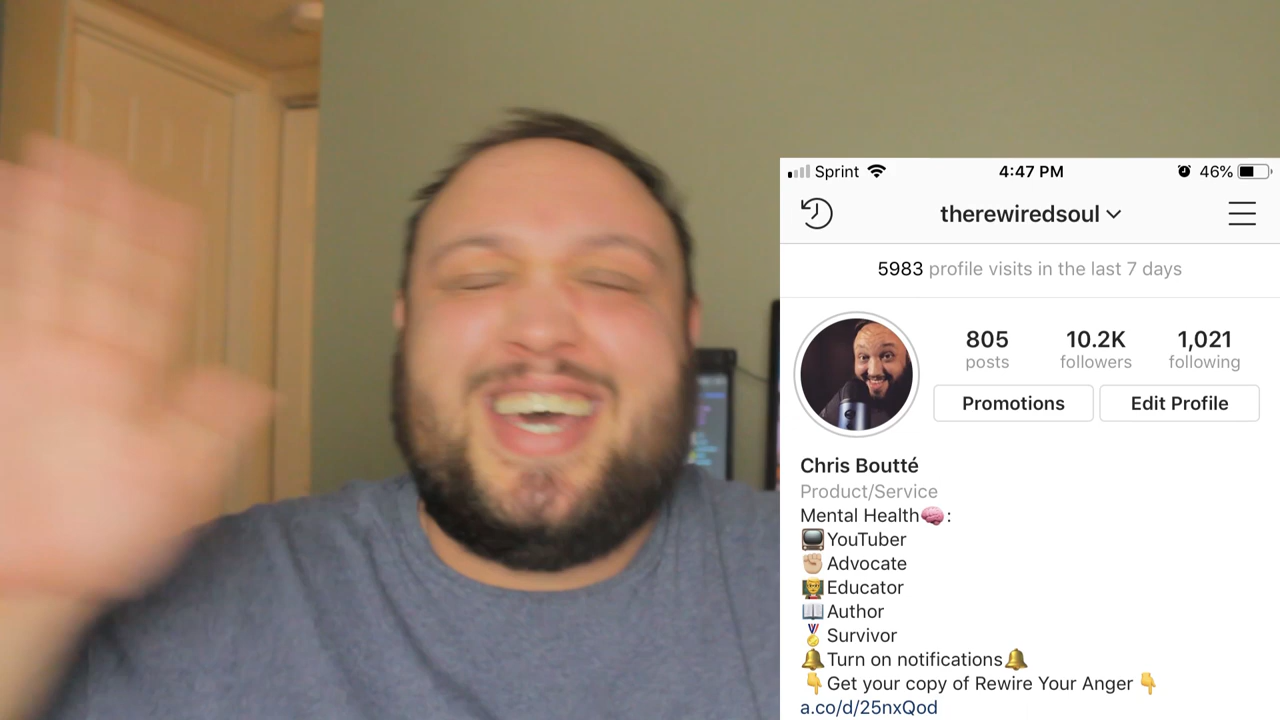 Sprint 4:47 PM 46%
therewiredsoul
5983 profile visits in the last 7 days
805 10.2K 1,021
posts followers following
Promotions Edit Profile
Chris Boutté
Product/Service
Mental Health🧠:
📺YouTuber
✊🏼Advocate
👨‍🏫Educator
📖Author
🏅Survivor
🔔Turn on notifications🔔
👇Get your copy of Rewire Your Anger👇
a.co/d/25nxQod